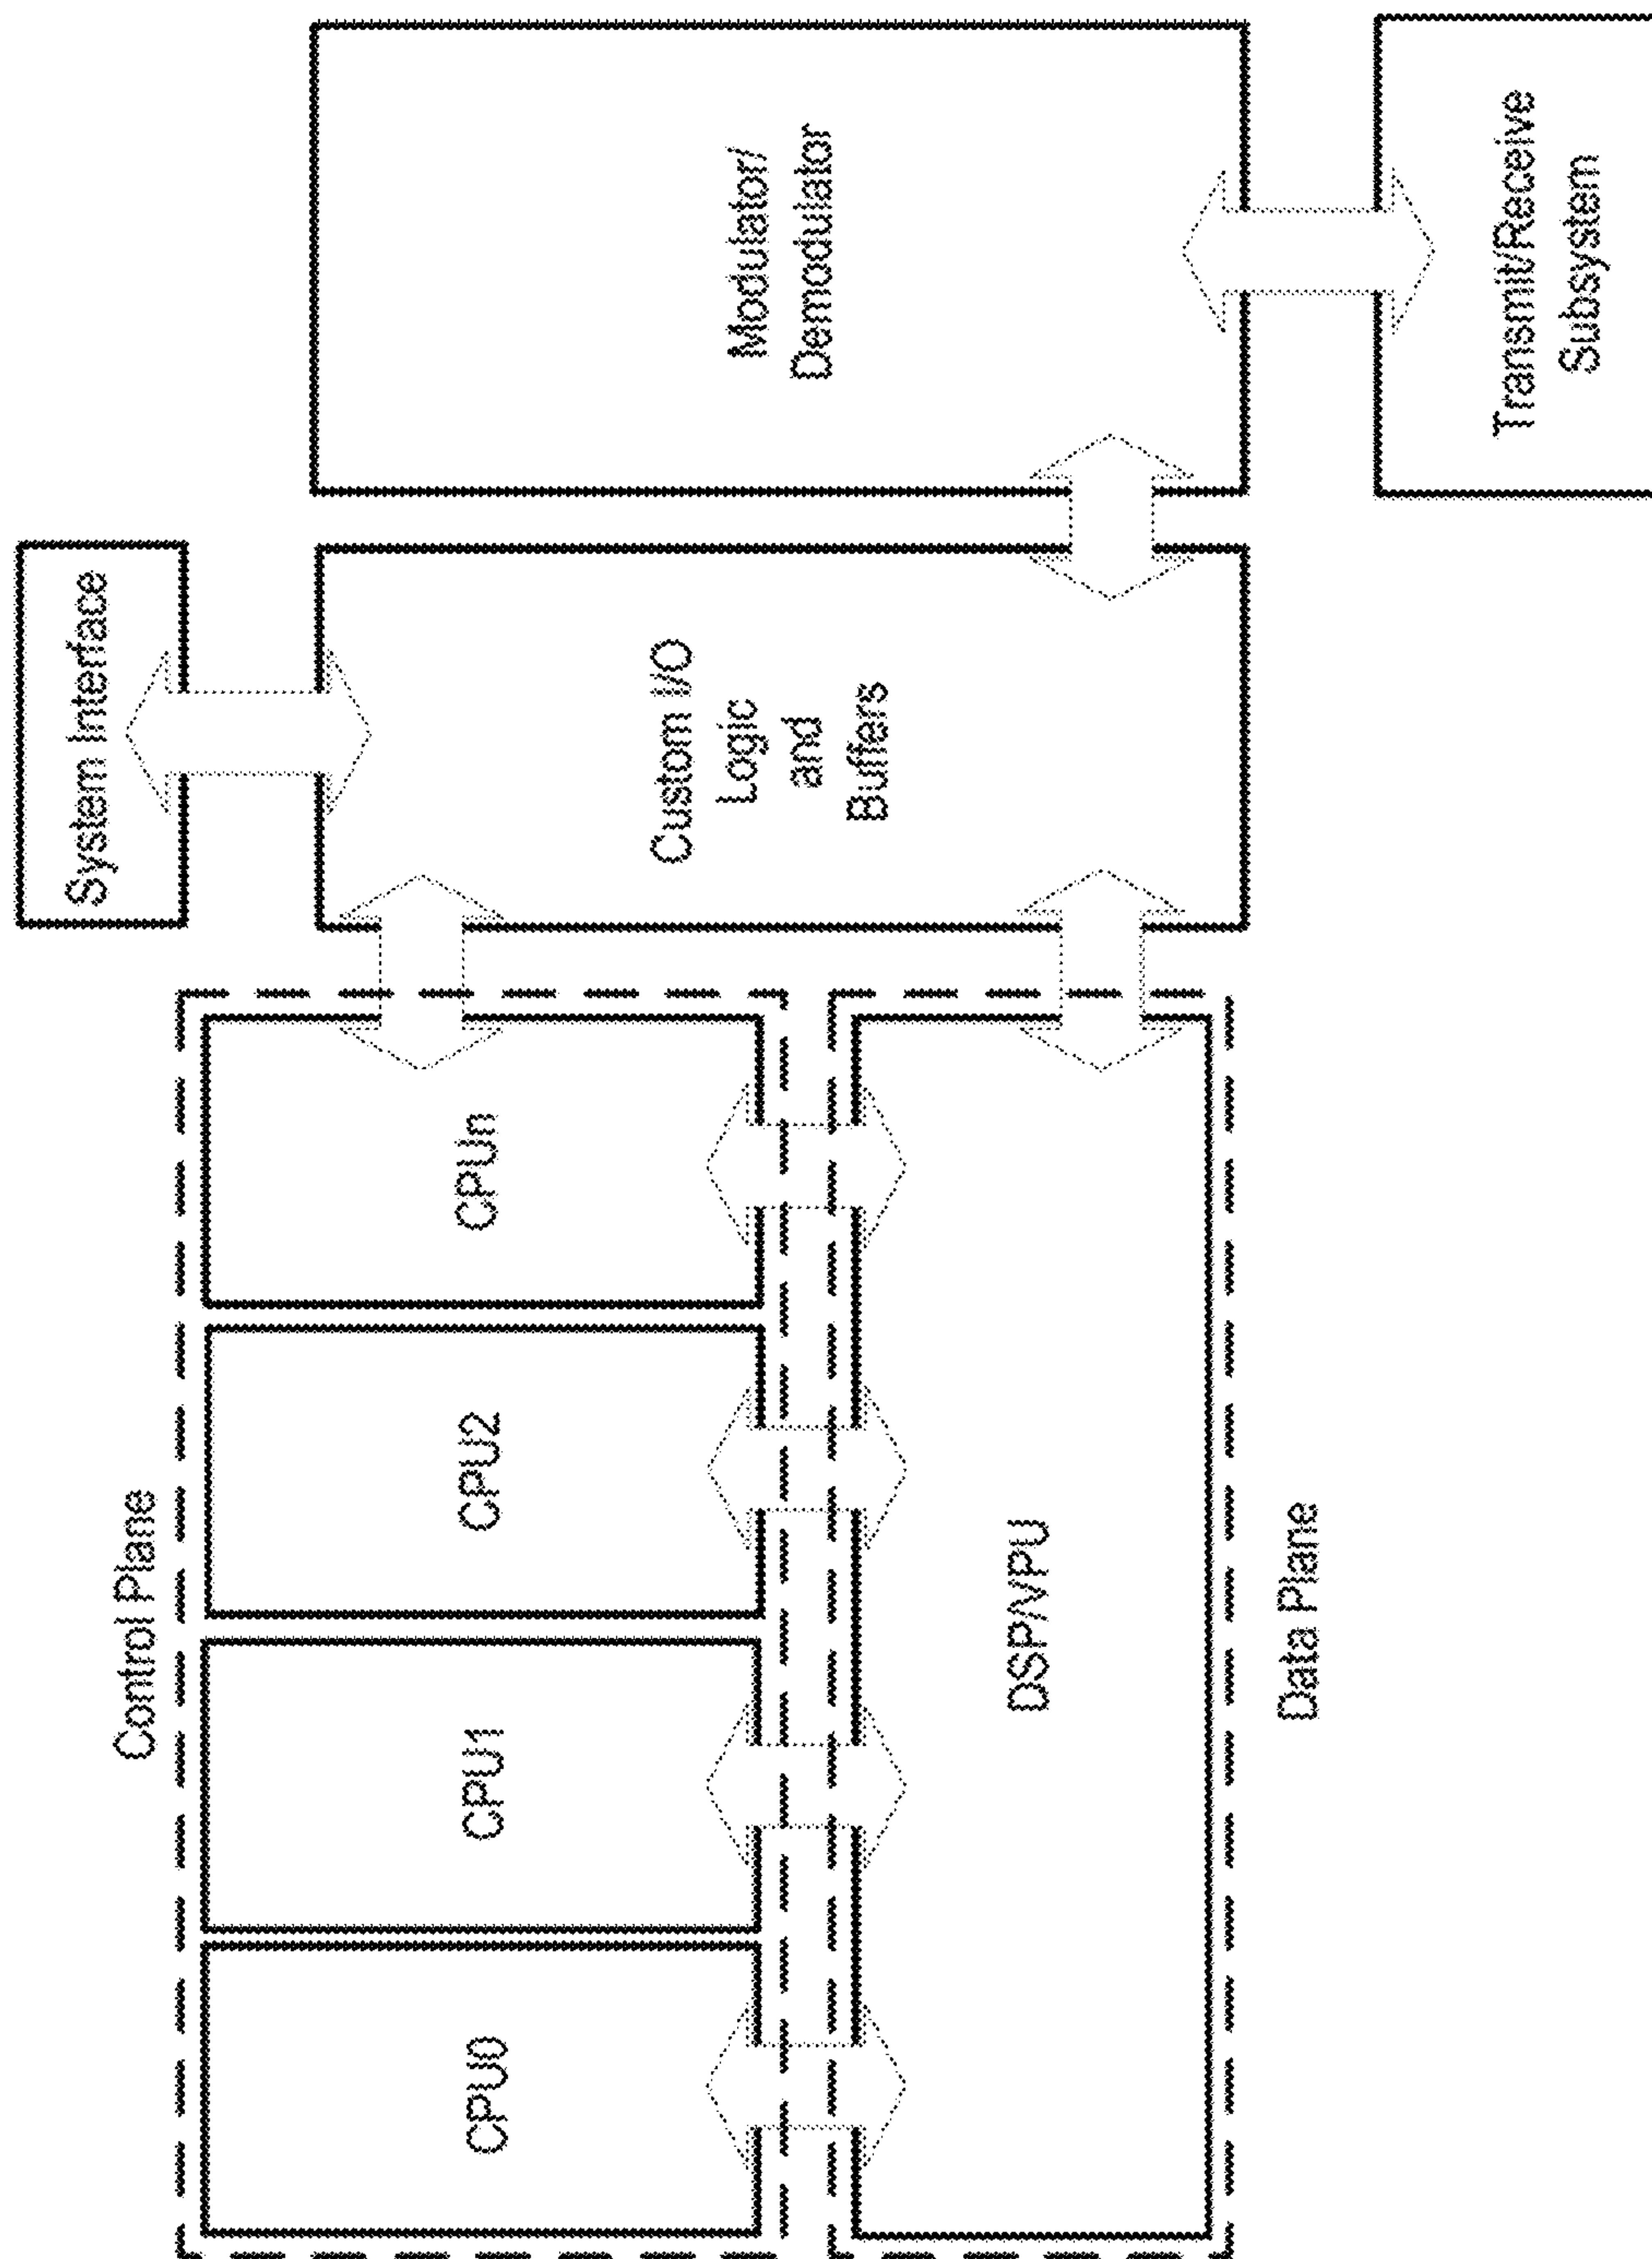 Control Plane
System Interface
CPU0
CPU1
CPU2
CPUn
Custom I/O
Logic
and
Buffers
Modulator/
Demodulator
DSP/VPU
Data Plane
Transmit/Receive
Subsystem